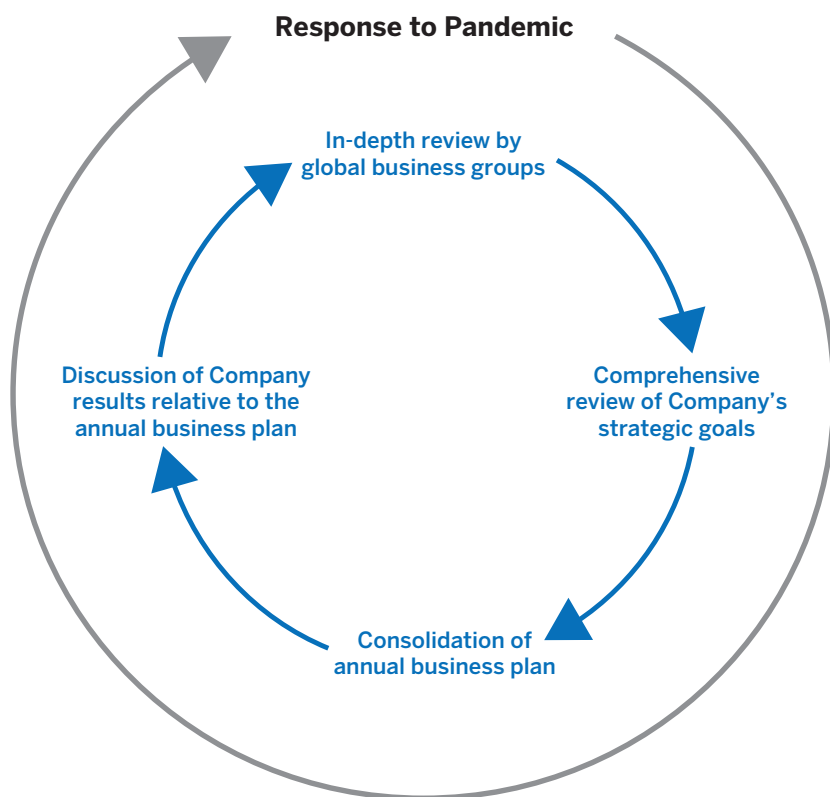 Response to Pandemic
In-depth review by
global business groups
Comprehensive
review of Company’s
strategic goals
Consolidation of
annual business plan
Discussion of Company
results relative to the
annual business plan